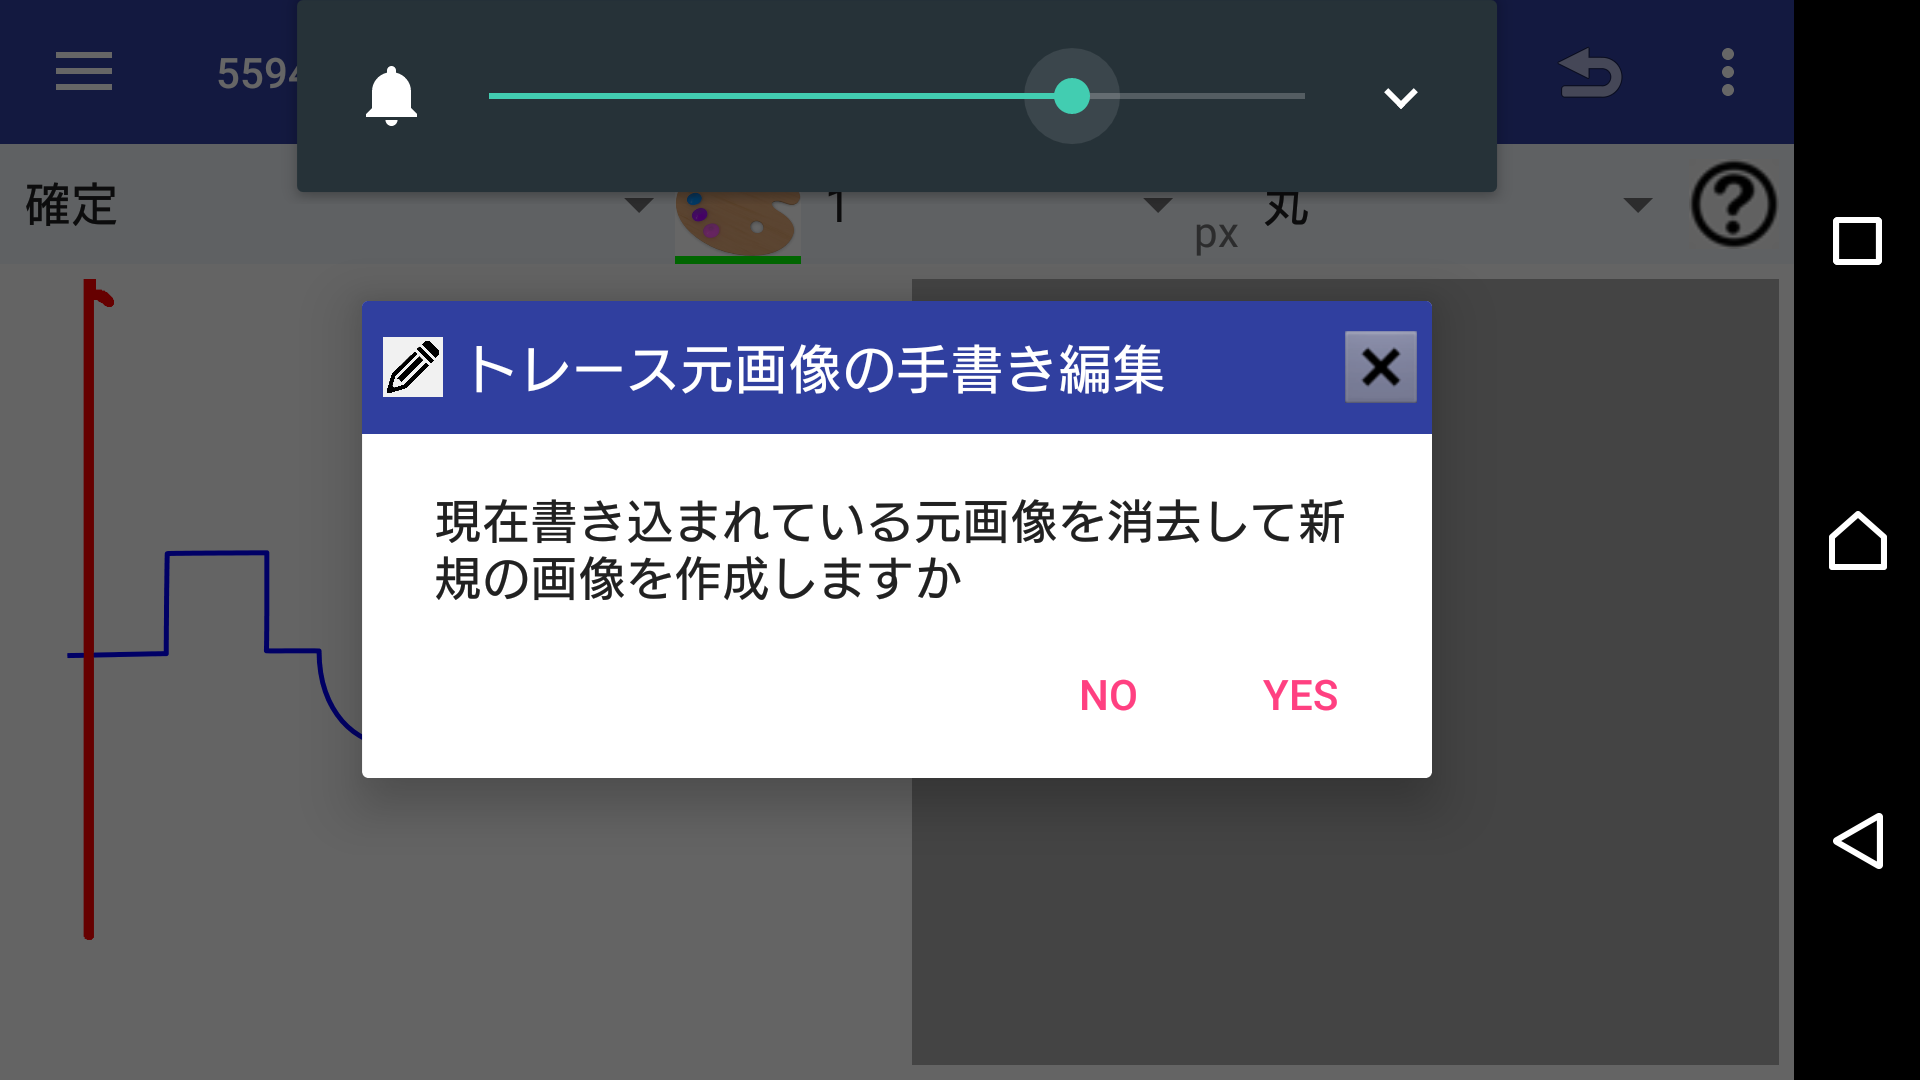 5594
確定
1
px
丸
トレース元画像の手書き編集
現在書き込まれている元画像を消去して新
規の画像を作成しますか
NO YES